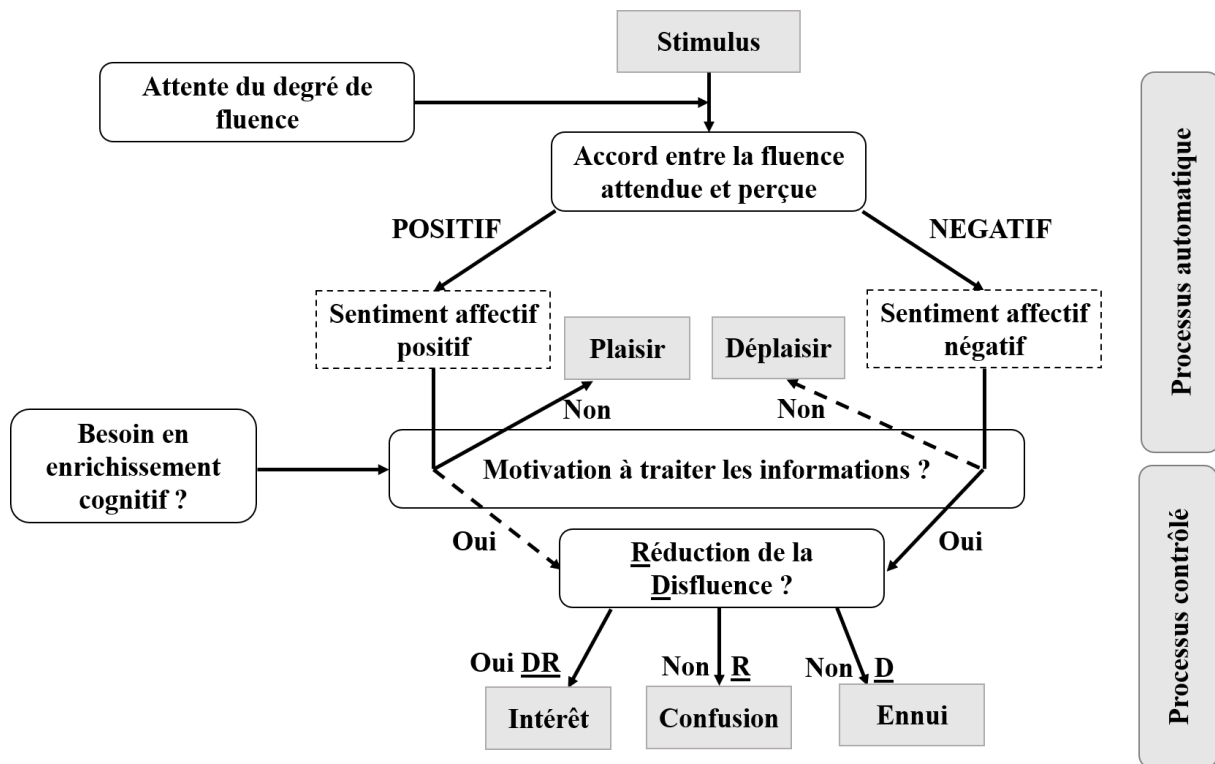 Stimulus
Attente du degré de
fluence
Accord entre la fluence
attendue et perçue
POSITIF
NEGATIF
Sentiment affectif
positif
Plaisir
Déplaisir
Sentiment affectif
négatif
Non
Non
Besoin en
enrichissement
cognitif ?
Motivation à traiter les informations ?
Oui
Oui
Réduction de la
Disfluence ?
Oui DR
Non R
Non D
Intérêt
Confusion
Ennui
Processus automatique
Processus contrôlé